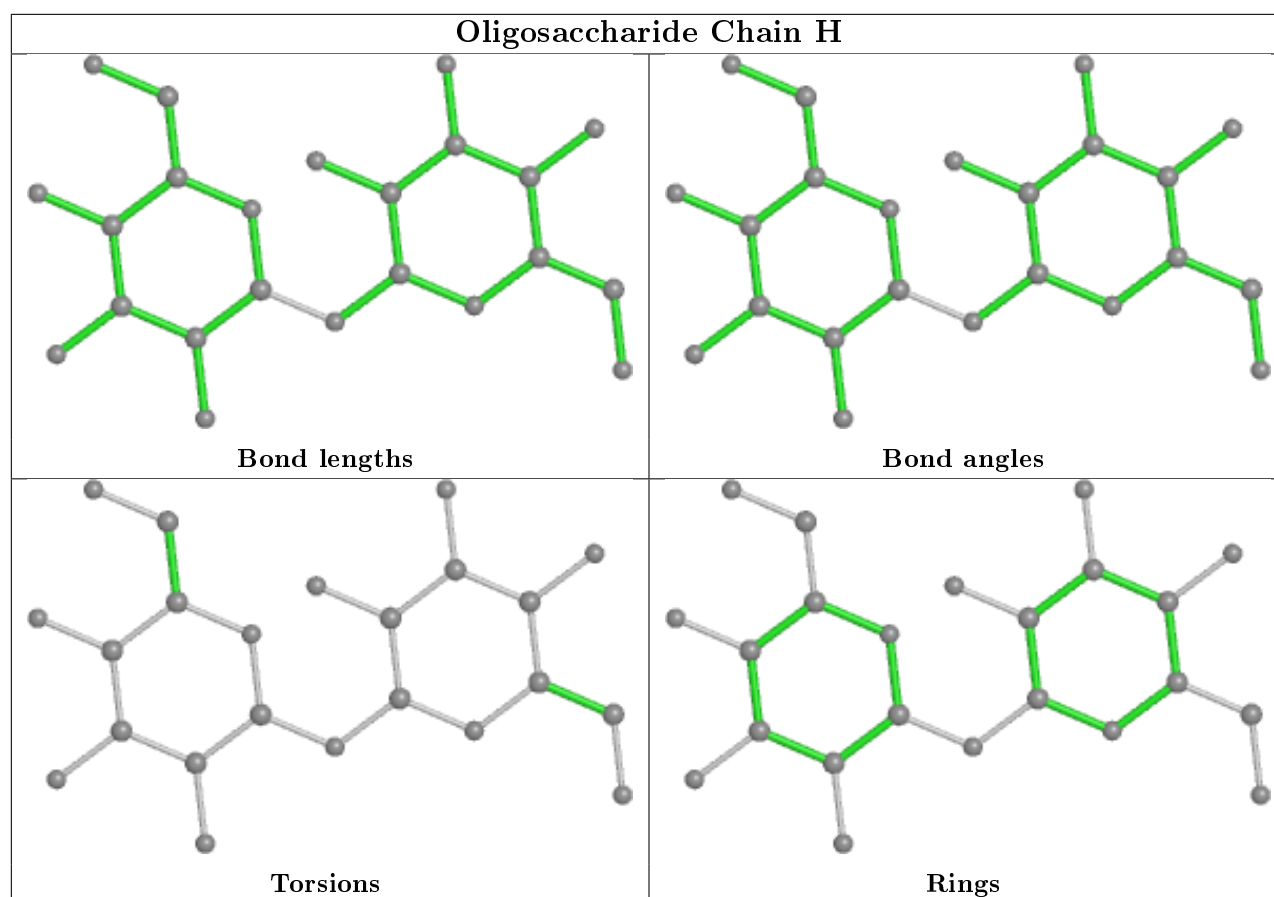 Oligosaccharide Chain H
Bond lengths
Bond angles
Torsions
Rings